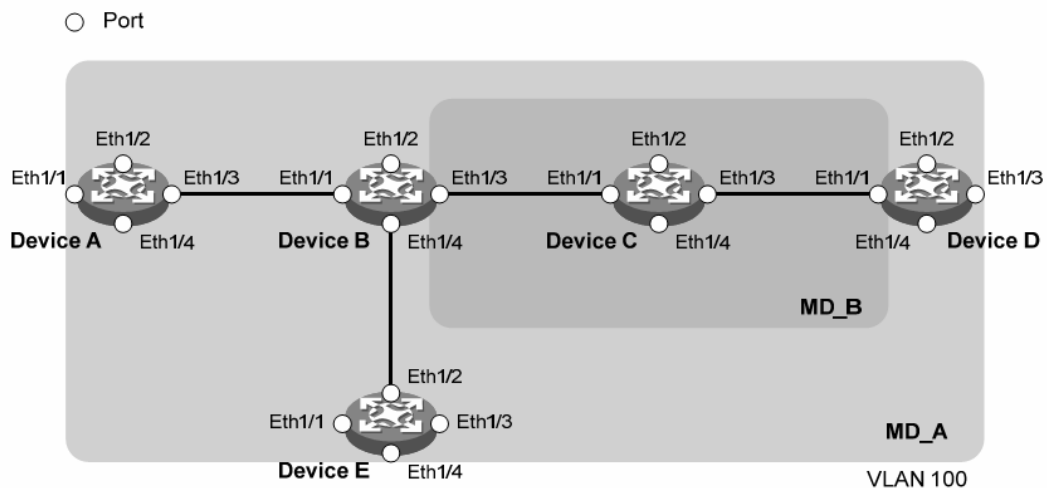 Port
Eth1/2 Eth1/2 Eth1/2 Eth1/2
Eth1/1 Eth1/3 Eth1/1 Eth1/3 Eth1/1 Eth1/3 Eth1/1 Eth1/3
Device A Eth1/4 Device B Eth1/4 Device C Eth1/4 Eth1/4 Device D
MD_B
Eth1/2
Eth1/1 Eth1/3
MD_A
Device E Eth1/4
VLAN 100